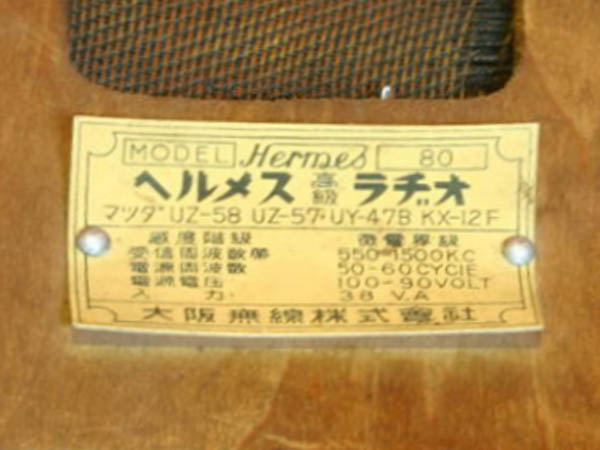 MODEL Hermes 80
ヘルメス高級ラヂオ
マツダ UZ-58 UZ-57・UY-47B KX-12F
感度階級 微電界級
受信周波数帯 550-1500KC
電源周波数 50-60CYCLE
電源電圧 100-90VOLT
入力 38 V.A
大阪無線株式會社